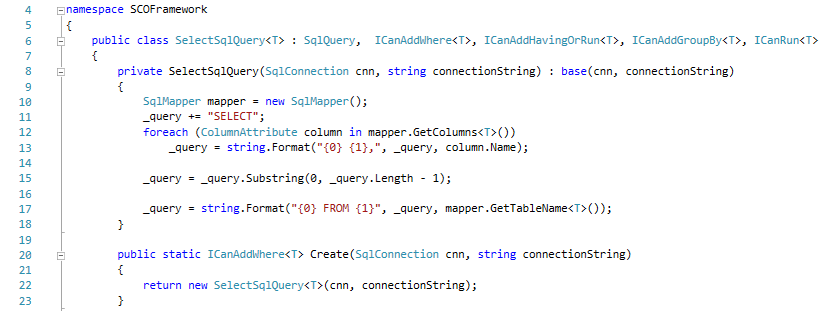 4 namespace SCOFramework
5 {
6 public class SelectSqlQuery<T> : SqlQuery, ICanAddWhere<T>, ICanAddHavingOrRun<T>, ICanAddGroupBy<T>, ICanRun<T>
7 {
8 private SelectSqlQuery(SqlConnection cnn, string connectionString) : base(cnn, connectionString)
9 {
10 SqlMapper mapper = new SqlMapper();
11 _query += "SELECT";
12 foreach (ColumnAttribute column in mapper.GetColumns<T>())
13 _query = string.Format("{0} {1},", _query, column.Name);
14
15 _query = _query.Substring(0, _query.Length - 1);
16
17 _query = string.Format("{0} FROM {1}", _query, mapper.GetTableName<T>());
18 }
19
20 public static ICanAddWhere<T> Create(SqlConnection cnn, string connectionString)
21 {
22 return new SelectSqlQuery<T>(cnn, connectionString);
23 }